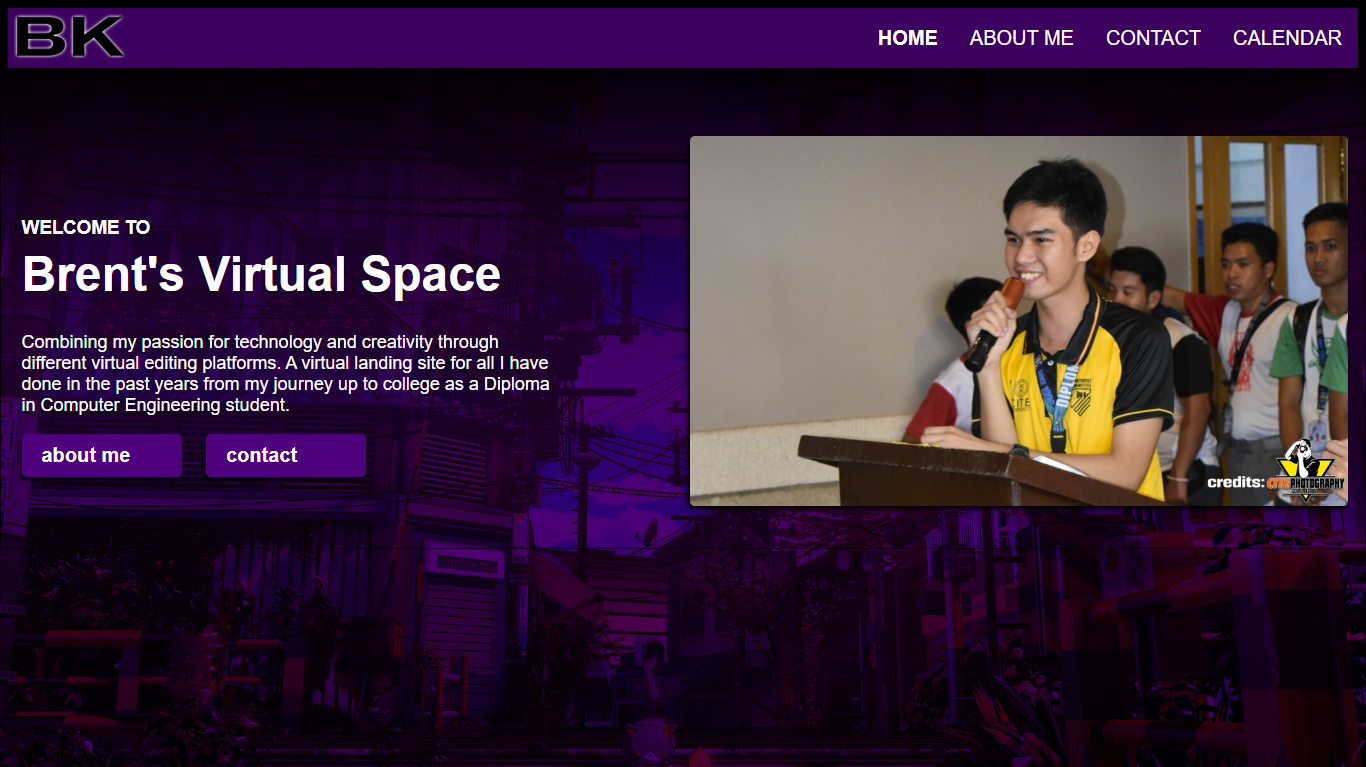 BK
HOME ABOUT ME CONTACT CALENDAR
WELCOME TO
Brent's Virtual Space
Combining my passion for technology and creativity through
different virtual editing platforms. A virtual landing site for all I have
done in the past years from my journey up to college as a Diploma
in Computer Engineering student.
about me contact
CITE
DIPLOM
credits: CITEPHOTOGRAPHY